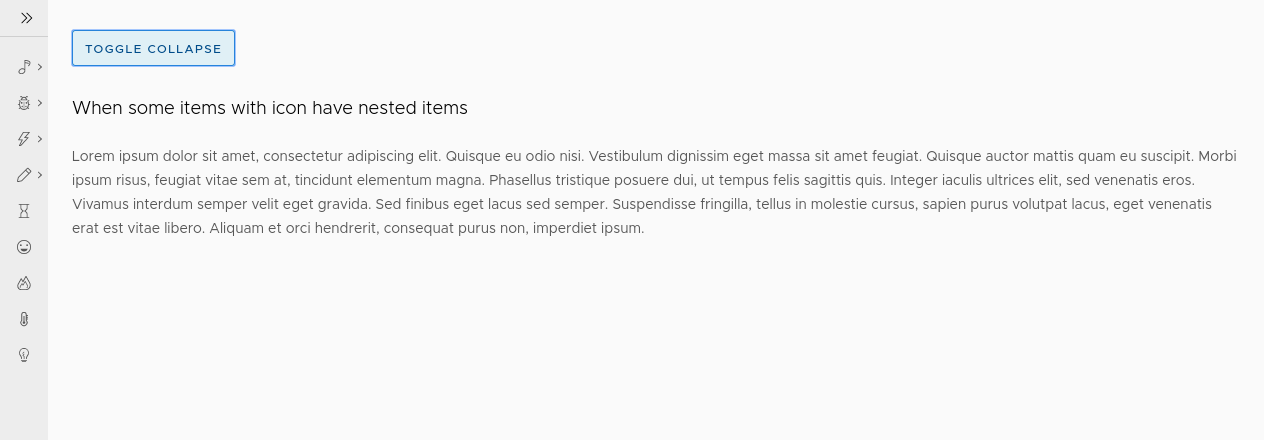 TOGGLE COLLAPSE
When some items with icon have nested items
Lorem ipsum dolor sit amet, consectetur adipiscing elit. Quisque eu odio nisi. Vestibulum dignissim eget massa sit amet feugiat. Quisque auctor mattis quam eu suscipit. Morbi
ipsum risus, feugiat vitae sem at, tincidunt elementum magna. Phasellus tristique posuere dui, ut tempus felis sagittis quis. Integer iaculis ultrices elit, sed venenatis eros.
Vivamus interdum semper velit eget gravida. Sed finibus eget lacus sed semper. Suspendisse fringilla, tellus in molestie cursus, sapien purus volutpat lacus, eget venenatis
erat est vitae libero. Aliquam et orci hendrerit, consequat purus non, imperdiet ipsum.